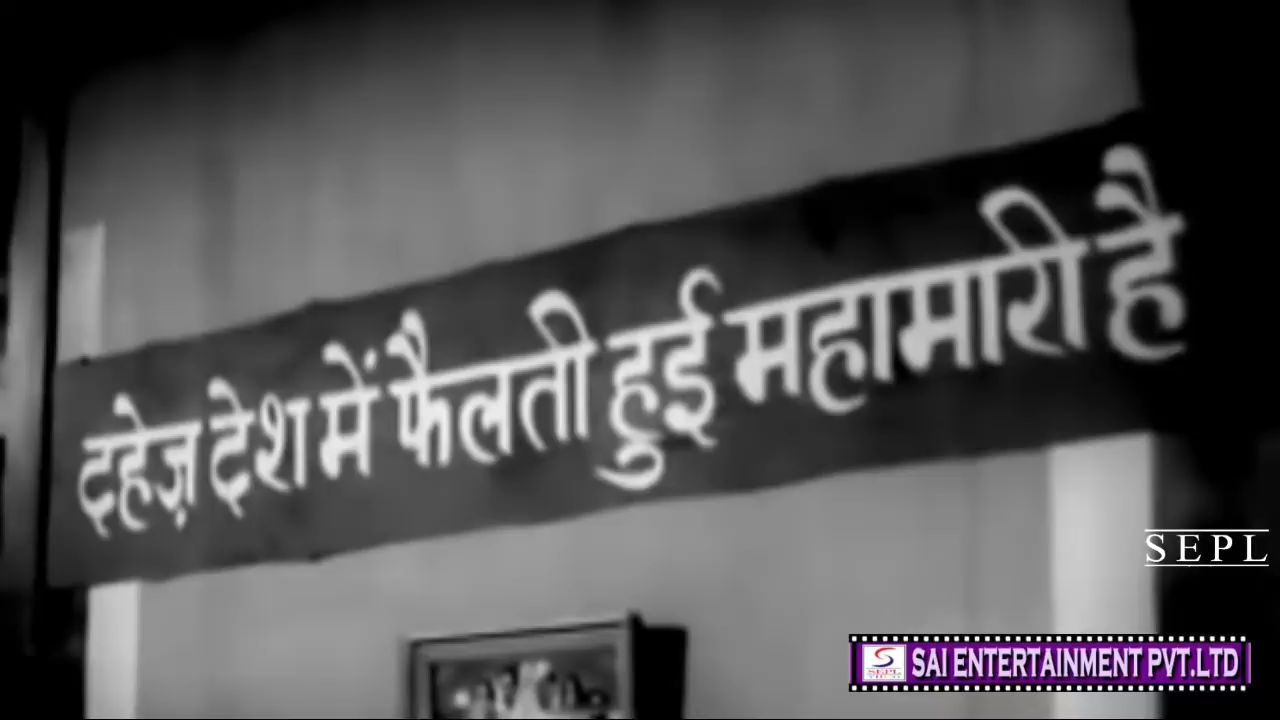 दहेज़ देश में फैलती हुई महामारी है
SEPL
SAI ENTERTAINMENT PVT.LTD